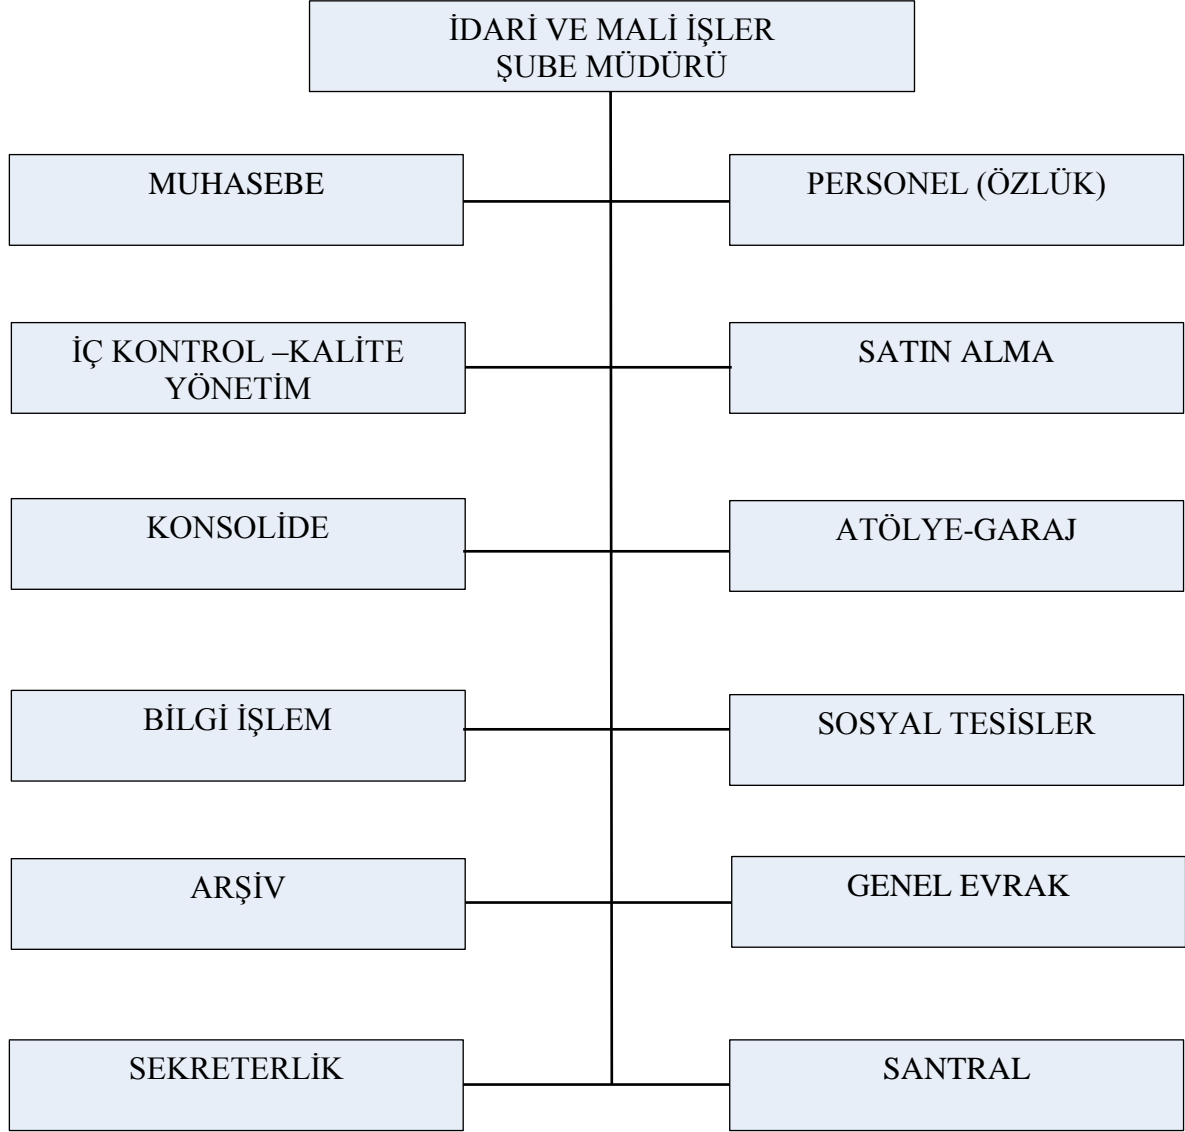 İDARİ VE MALİ İŞLER
ŞUBE MÜDÜRÜ
MUHASEBE
PERSONEL (ÖZLÜK)
İÇ KONTROL –KALİTE
YÖNETİM
SATIN ALMA
KONSOLİDE
ATÖLYE-GARAJ
BİLGİ İŞLEM
SOSYAL TESİSLER
ARŞİV
GENEL EVRAK
SEKRETERLİK
SANTRAL